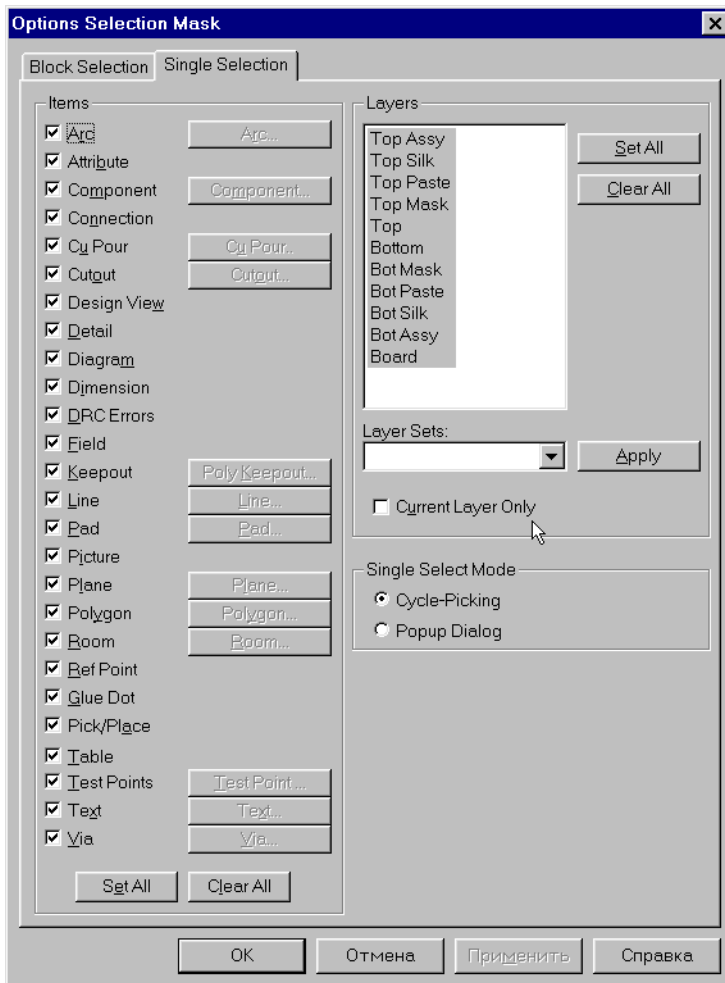 Options Selection Mask
Block Selection Single Selection
Items
Arc Arc...
Attribute
Component Component...
Connection
Cu Pour Cu Pour..
Cutout Cutout...
Design View
Detail
Diagram
Dimension
DRC Errors
Field
Keepout Poly Keepout...
Line Line...
Pad Pad...
Picture
Plane Plane...
Polygon Polygon...
Room Room...
Ref Point
Glue Dot
Pick/Place
Table
Test Points Test Point ...
Text Text...
Via Via...
Set All Clear All
Layers
Top Assy
Top Silk
Top Paste
Top Mask
Top
Bottom
Bot Mask
Bot Paste
Bot Silk
Bot Assy
Board
Set All
Clear All
Layer Sets:
Apply
Current Layer Only
Single Select Mode
Cycle-Picking
Popup Dialog
OK Отмена Применить Справка